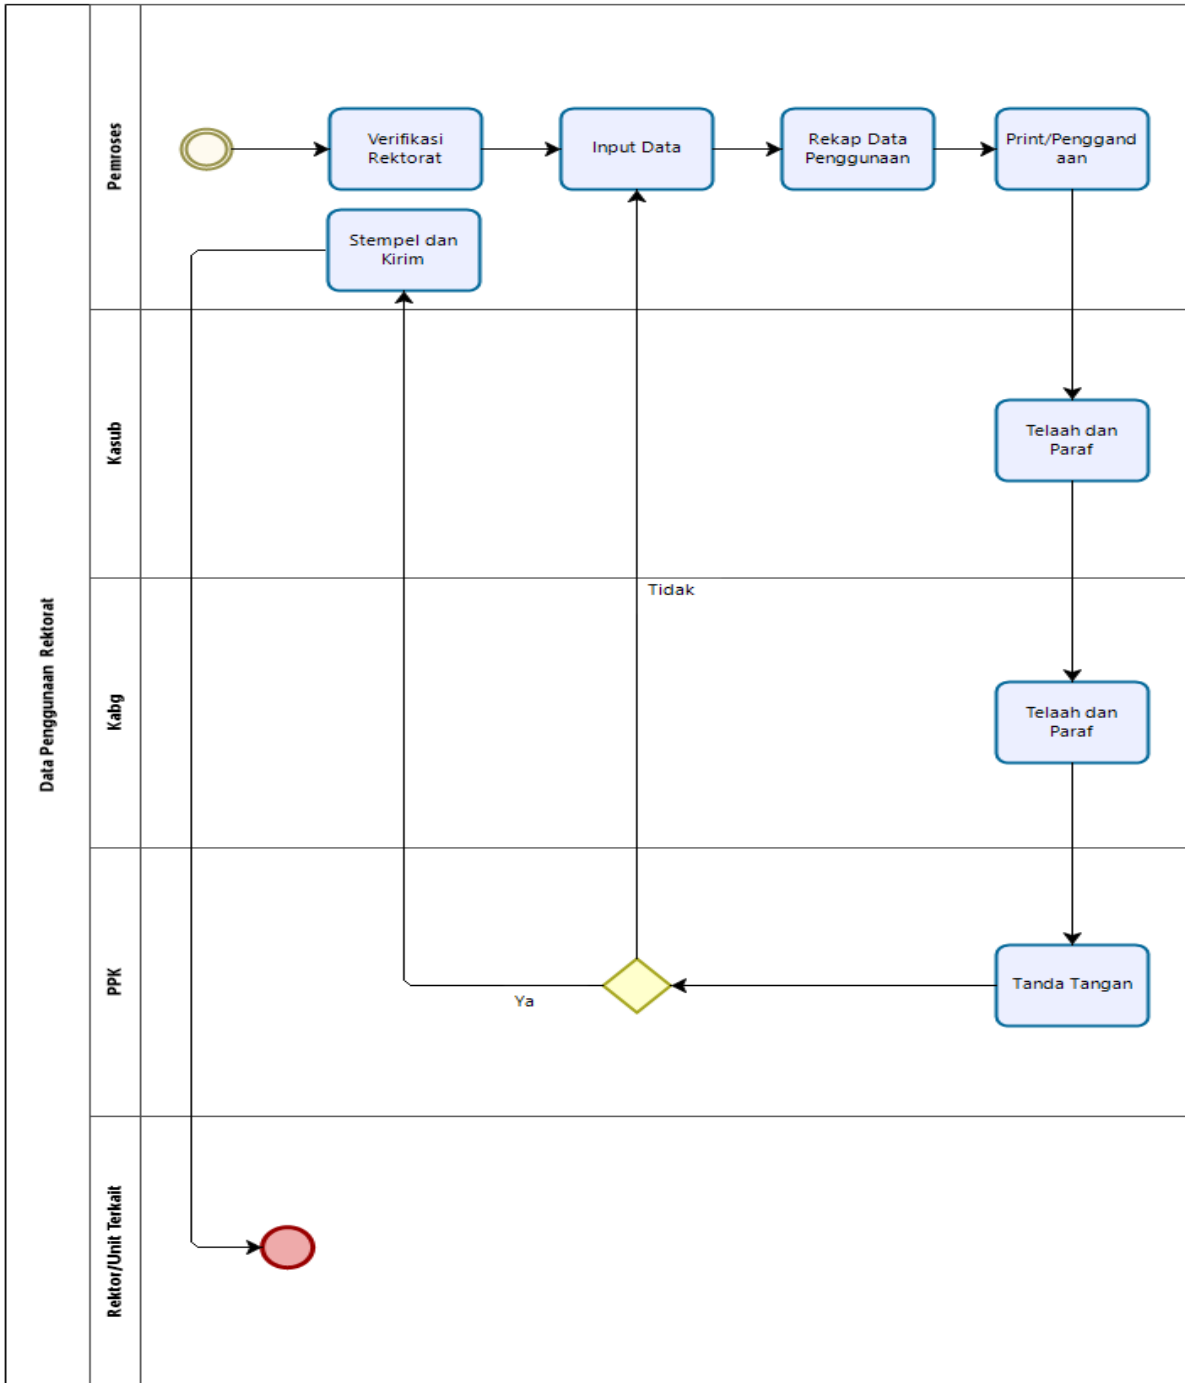 Data Penggunaan Rektorat
Pemroses
Verifikasi
Rektorat
Input Data
Rekap Data
Penggunaan
Print/Penggand
aan
Stempel dan
Kirim
Kasub
Telaah dan
Paraf
Kabg
Tidak
Telaah dan
Paraf
PPK
Ya
Tanda Tangan
Rektor/Unit Terkait